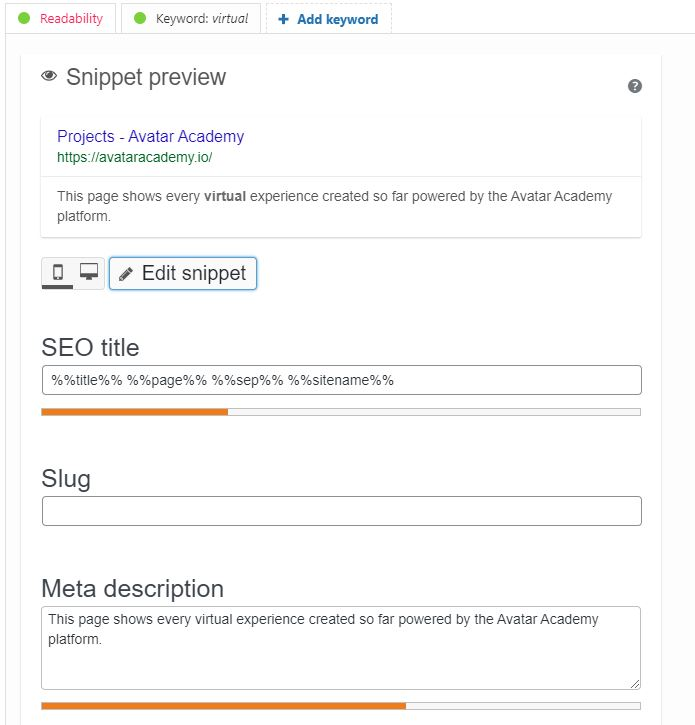 Readability
Keyword: virtual
+ Add keyword
Snippet preview
?
Projects - Avatar Academy
https://avataracademy.io/
This page shows every virtual experience created so far powered by the Avatar Academy
platform.
Edit snippet
SEO title
%%title%% %%page%% %%sep%% %%sitename%%
Slug
Meta description
This page shows every virtual experience created so far powered by the Avatar Academy
platform.